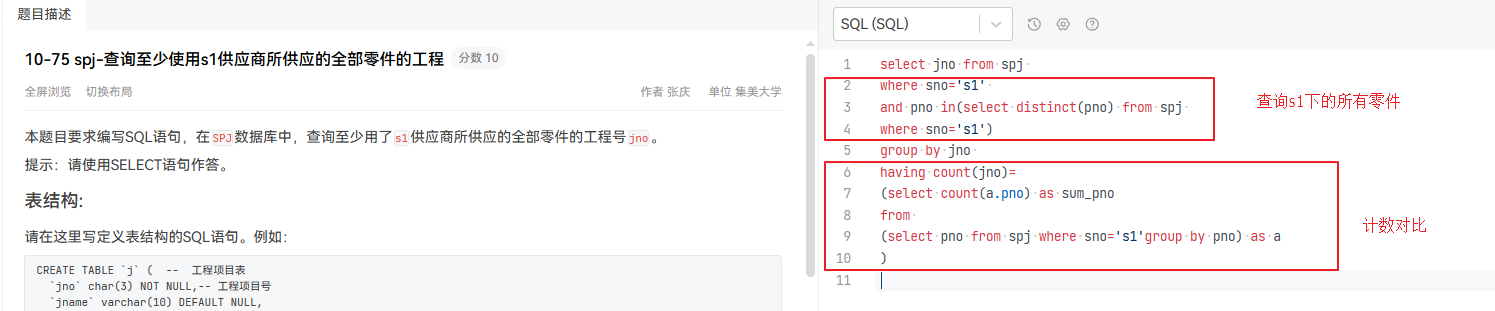 题目描述
10-75 spj-查询至少使用s1供应商所供应的全部零件的工程 分数 10
全屏浏览 切换布局 作者 张庆 单位 集美大学
本题目要求编写SQL语句，在SPJ数据库中，查询至少用了s1供应商所供应的全部零件的工程号jno。
提示：请使用SELECT语句作答。
表结构:
请在这里写定义表结构的SQL语句。例如：
CREATE TABLE `j` ( -- 工程项目表
`jno` char(3) NOT NULL,-- 工程项目号
`jname` varchar(10) DEFAULT NULL,
SQL (SQL)
1 select jno from spj
2 where sno='s1'
3 and pno in(select distinct(pno) from spj
4 where sno='s1')
5 group by jno
6 having count(jno)=
7 (select count(a.pno) as sum_pno
8 from
9 (select pno from spj where sno='s1'group by pno) as a
10 )
11
查询s1下的所有零件
计数对比